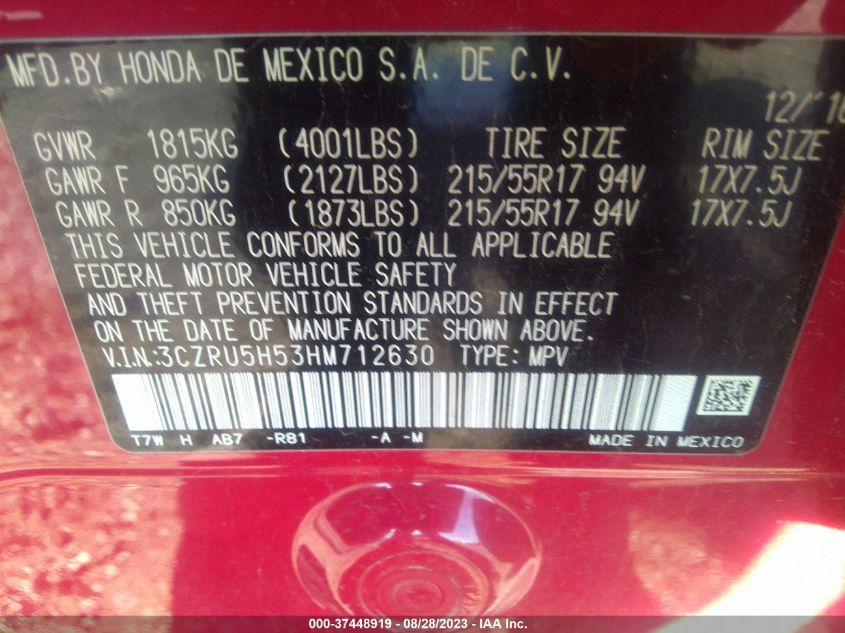 MFD.BY HONDA DE MEXICO S.A. DE C.V.
GVWR 1815KG (4001LBS) TIRE SIZE RIM SIZE
GAWR F 965KG (2127LBS) 215/55R17 94V 17X7.5J
GAWR R 850KG (1873LBS) 215/55R17 94V 17X7.5J
THIS VEHICLE CONFORMS TO ALL APPLICABLE
FEDERAL MOTOR VEHICLE SAFETY
AND THEFT PREVENTION STANDARDS IN EFFECT
ON THE DATE OF MANUFACTURE SHOWN ABOVE.
V.I.N.:3CZRU5H53HM712630 TYPE: MPV
T7W H AB7 -R81 -A -M MADE IN MEXICO
000-37448919 - 08/28/2023 - IAA Inc.